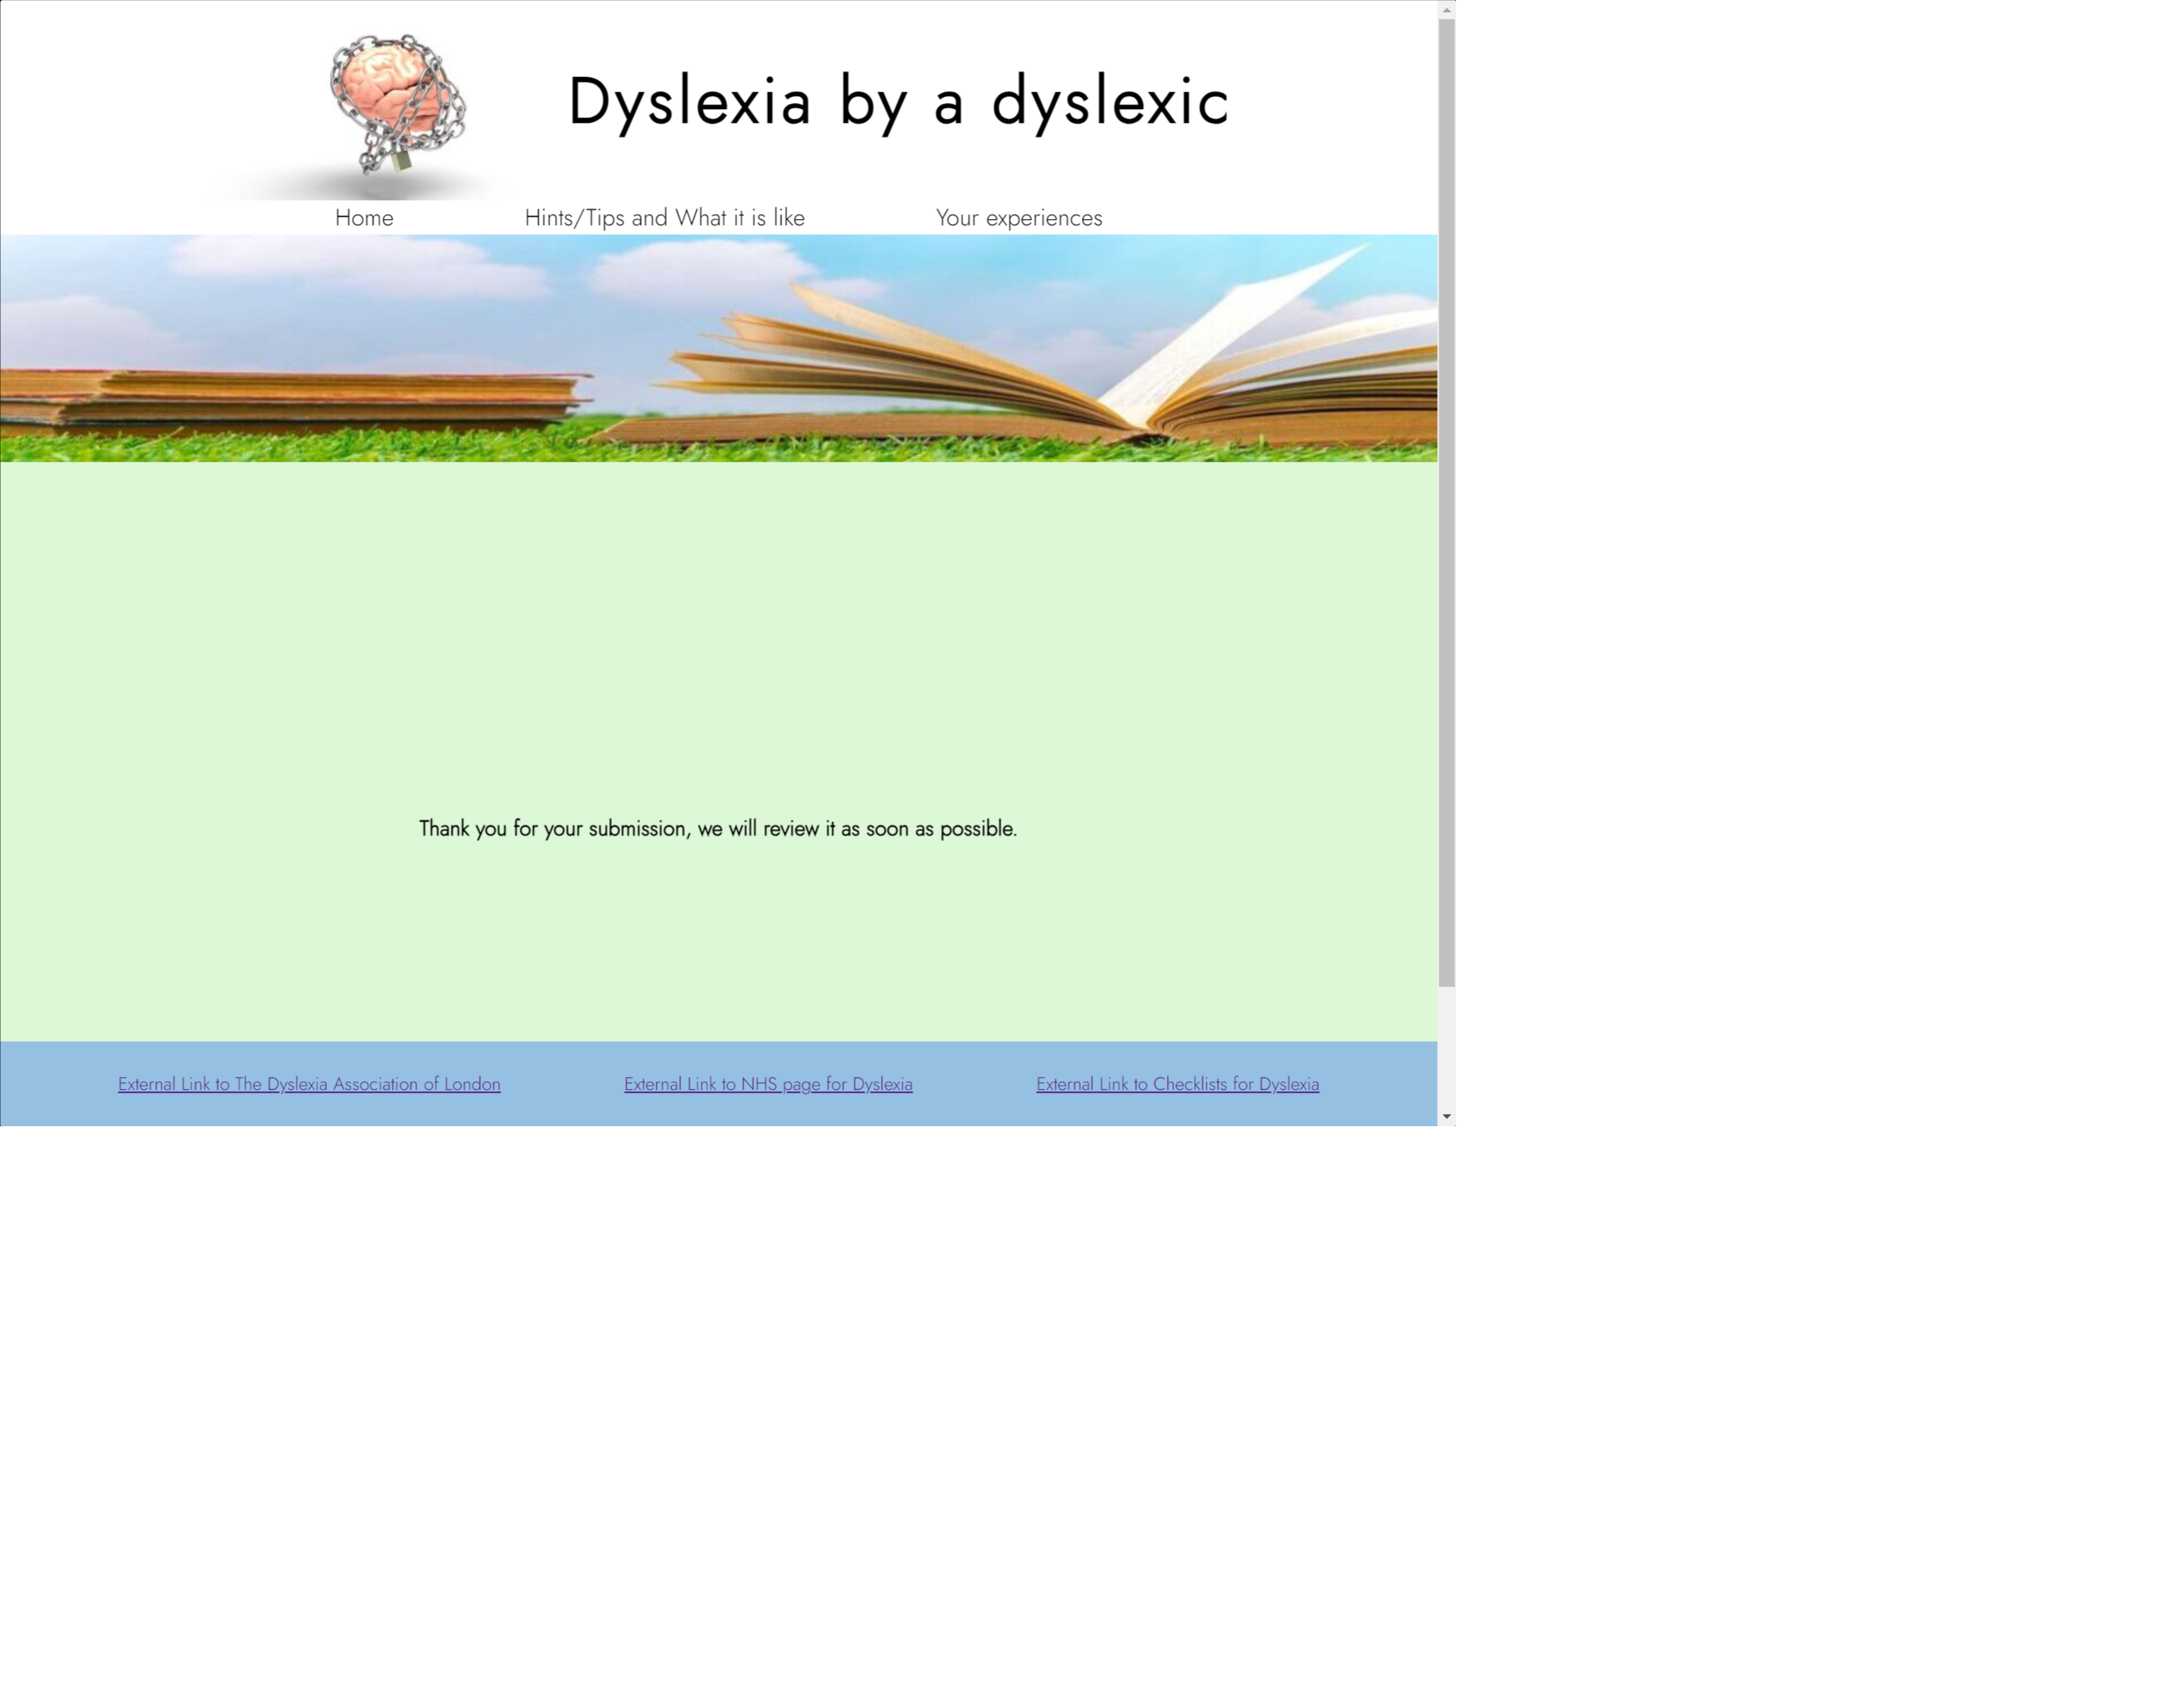 Dyslexia by a dyslexic
Home
Hints/Tips and What it is like
Your experiences
Thank you for your submission, we will review it as soon as possible.
External Link to The Dyslexia Association of London
External Link to NHS page for Dyslexia
External Link to Checklists for Dyslexia